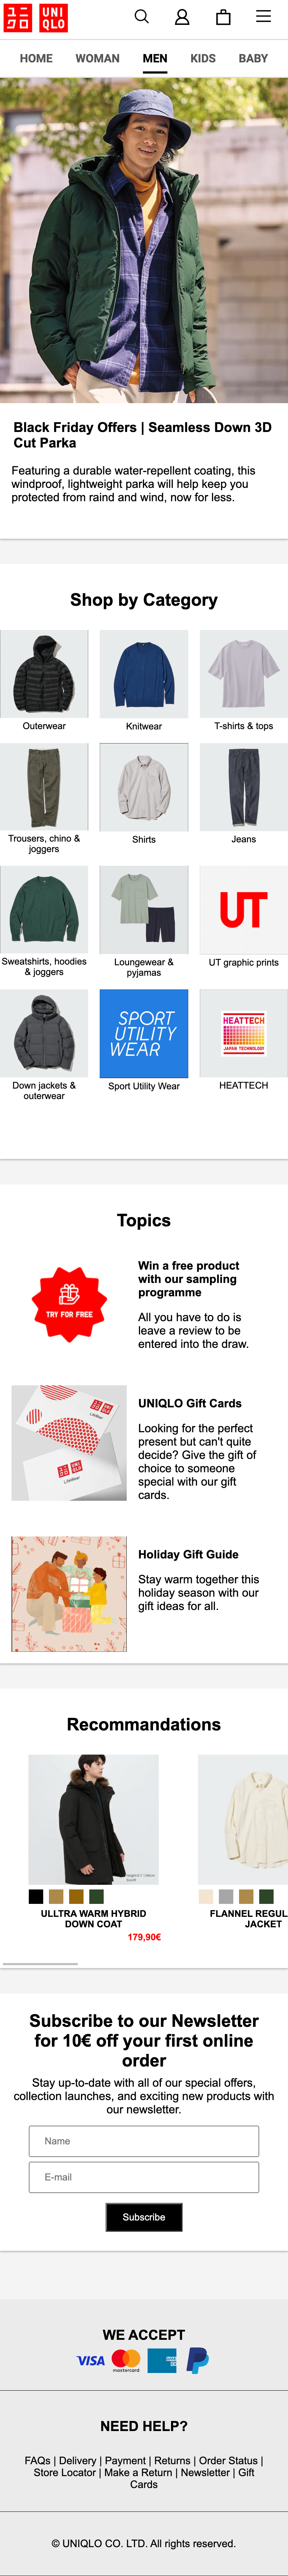 ユニ UNI
クロ QLO
HOME WOMAN MEN KIDS BABY
Black Friday Offers | Seamless Down 3D
Cut Parka
Featuring a durable water-repellent coating, this
windproof, lightweight parka will help keep you
protected from raind and wind, now for less.
Shop by Category
Outerwear
Knitwear
T-shirts & tops
Trousers, chino &
joggers
Shirts
Jeans
Sweatshirts, hoodies
& joggers
Loungewear &
pyjamas
UT
UT graphic prints
Down jackets &
outerwear
SPORT
UTILITY
WEAR
Sport Utility Wear
HEATTECH
JAPAN TECHNOLOGY
HEATTECH
Topics
TRY FOR FREE
Win a free product
with our sampling
programme
All you have to do is
leave a review to be
entered into the draw.
LifeWear
LifeWear
UNIQLO Gift Cards
Looking for the perfect
present but can't quite
decide? Give the gift of
choice to someone
special with our gift
cards.
Holiday Gift Guide
Stay warm together this
holiday season with our
gift ideas for all.
Recommandations
ULLTRA WARM HYBRID
DOWN COAT
179,90€
FLANNEL REGUL
JACKET
Subscribe to our Newsletter
for 10€ off your first online
order
Stay up-to-date with all of our special offers,
collection launches, and exciting new products with
our newsletter.
Name
E-mail
Subscribe
WE ACCEPT
VISA
mastercard
NEED HELP?
FAQs | Delivery | Payment | Returns | Order Status |
Store Locator | Make a Return | Newsletter | Gift
Cards
© UNIQLO CO. LTD. All rights reserved.